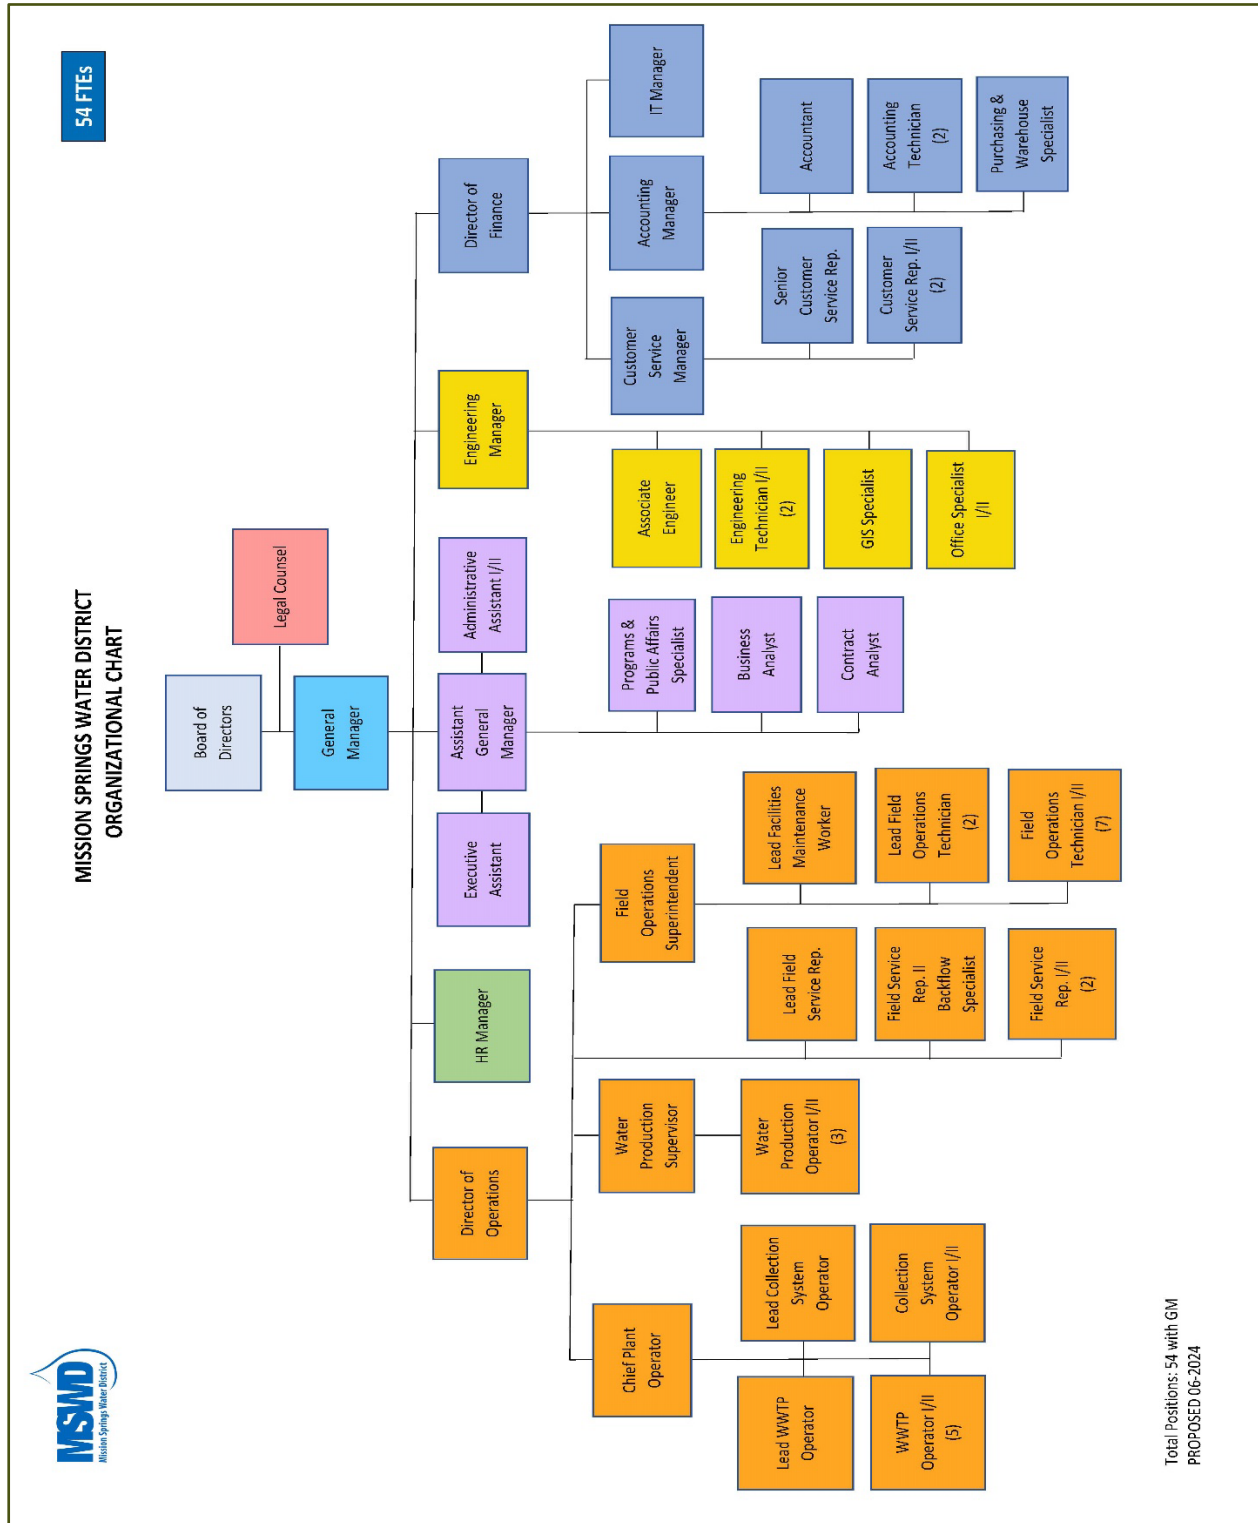 MSWD
Mission Springs Water District
MISSION SPRINGS WATER DISTRICT
ORGANIZATIONAL CHART
54 FTEs
Board of
Directors
Legal Counsel
General
Manager
Director of
Operations
HR Manager
Executive
Assistant
Assistant
General
Manager
Administrative
Assistant I/II
Engineering
Manager
Director of
Finance
Chief Plant
Operator
Water
Production
Supervisor
Field
Operations
Superintendent
Customer
Service
Manager
Accounting
Manager
IT Manager
Lead WWTP
Operator
Lead Collection
System
Operator
WWTP
Operator I/II
(5)
Collection
System
Operator I/II
Water
Production
Operator I/II
(3)
Lead Field
Service Rep.
Field Service
Rep. II
Backflow
Specialist
Field Service
Rep. I/II
(2)
Lead Facilities
Maintenance
Worker
Lead Field
Operations
Technician
(2)
Field
Operations
Technician I/II
(7)
Programs &
Public Affairs
Specialist
Business
Analyst
Contract
Analyst
Associate
Engineer
Engineering
Technician I/II
(2)
GIS Specialist
Office Specialist
I/II
Senior
Customer
Service Rep.
Customer
Service Rep. I/II
(2)
Accountant
Accounting
Technician
(2)
Purchasing &
Warehouse
Specialist
Total Positions: 54 with GM
PROPOSED 06-2024